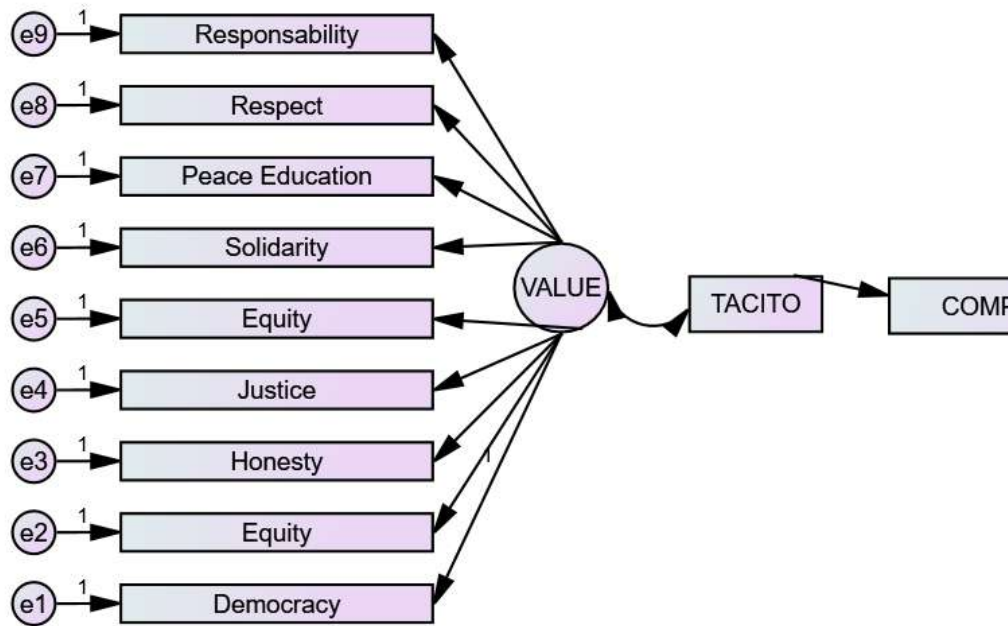 e9 1 Responsability
e8 1 Respect
e7 1 Peace Education
e6 1 Solidarity
VALUE
TACITO
COMP
e5 1 Equity
e4 1 Justice
e3 1 Honesty
1
e2 1 Equity
e1 1 Democracy